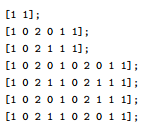 [1 1];
[1 0 2 0 1 1];
[1 0 2 1 1 1];
[1 0 2 0 1 0 2 0 1 1];
[1 0 2 1 1 0 2 1 1 1];
[1 0 2 0 1 0 2 1 1 1];
[1 0 2 1 1 0 2 0 1 1];